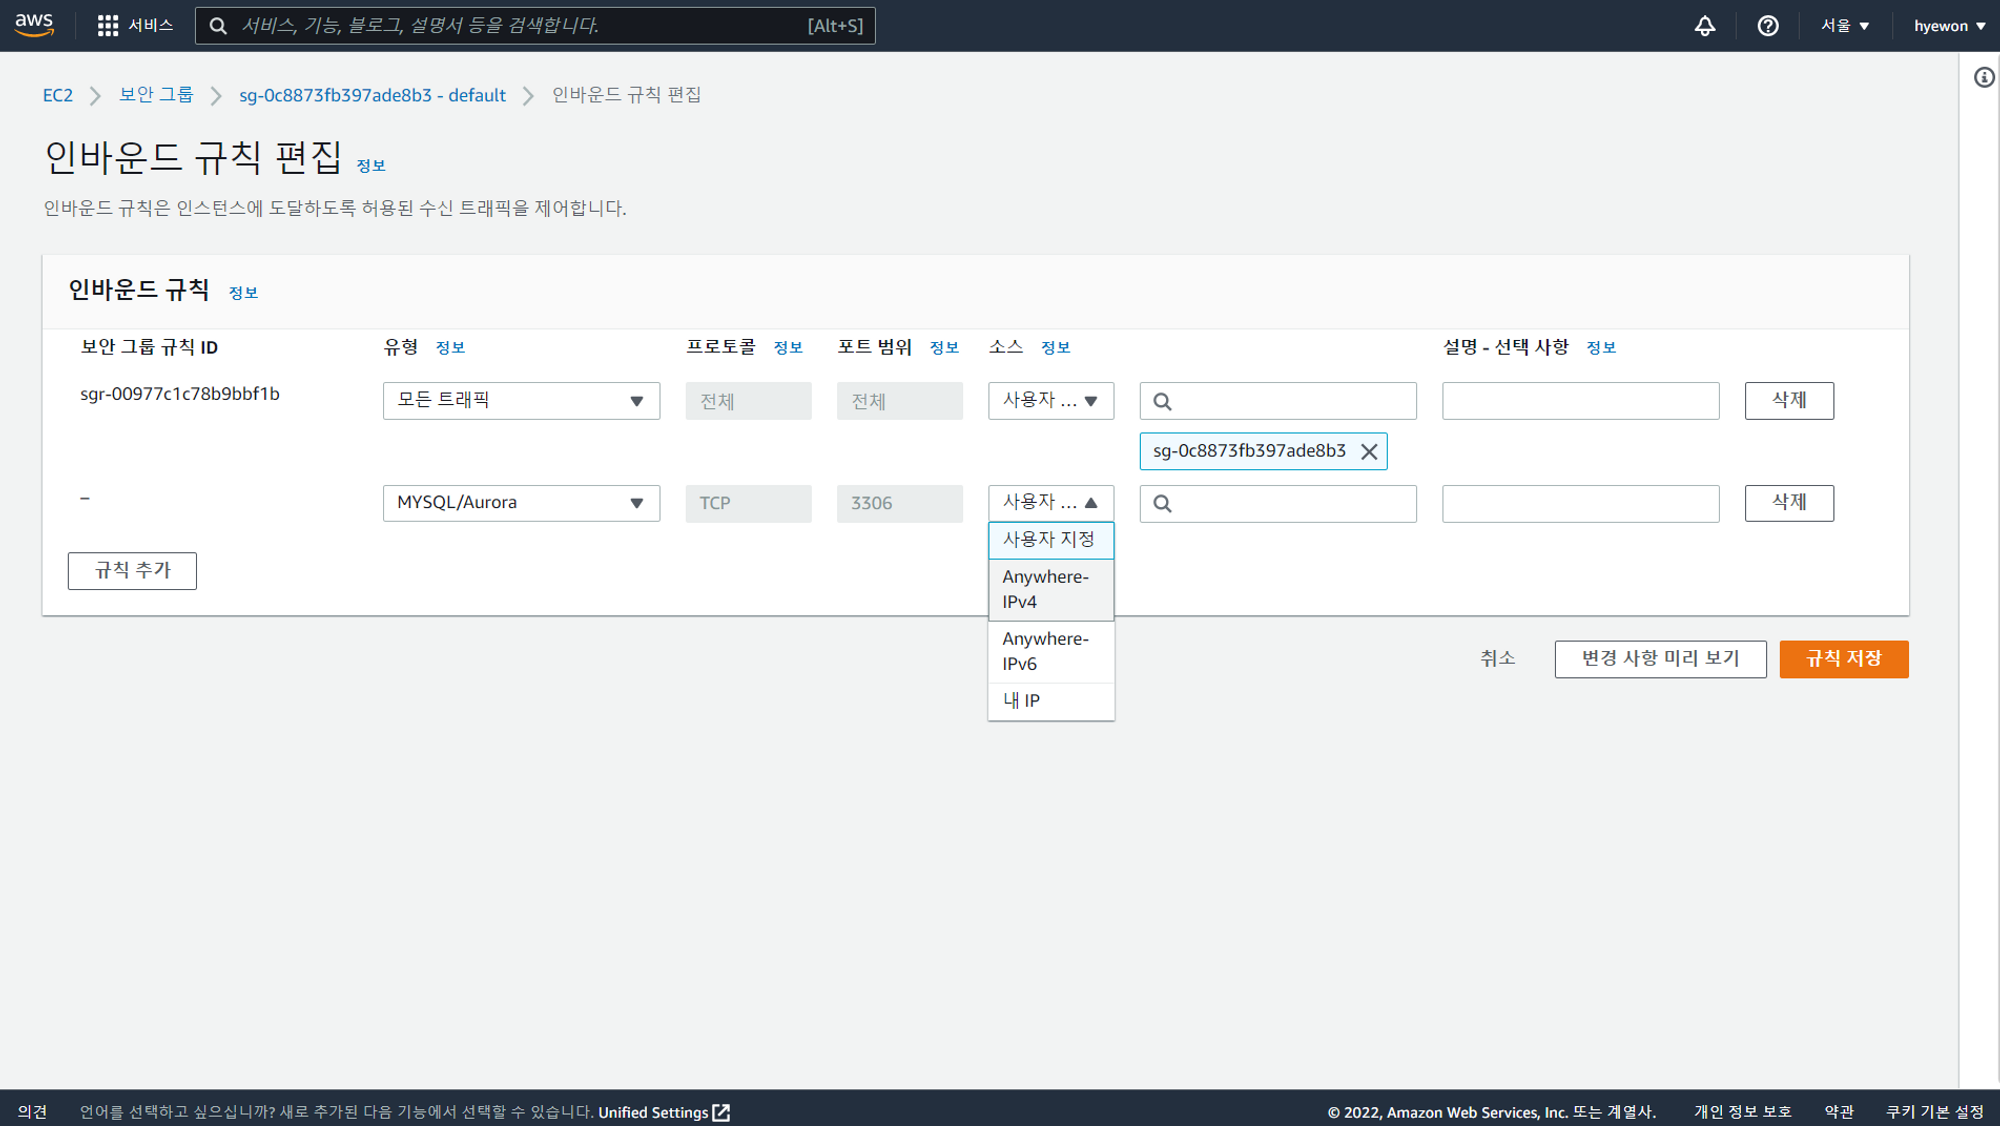 aws 서비스 서비스, 기능, 블로그, 설명서 등을 검색합니다. [Alt+S] 서울 hyewon
EC2 보안 그룹 sg-0c8873fb397ade8b3 - default 인바운드 규칙 편집
인바운드 규칙 편집 정보
인바운드 규칙은 인스턴스에 도달하도록 허용된 수신 트래픽을 제어합니다.
인바운드 규칙 정보
보안 그룹 규칙 ID 유형 정보 프로토콜 정보 포트 범위 정보 소스 정보 설명 - 선택 사항 정보
sgr-00977c1c78b9bbf1b 모든 트래픽 전체 전체 사용자 ... 삭제
sg-0c8873fb397ade8b3
– MYSQL/Aurora TCP 3306 사용자 ... 삭제
사용자 지정
Anywhere-
IPv4
Anywhere-
IPv6
내 IP
규칙 추가
취소 변경 사항 미리 보기 규칙 저장
의견 언어를 선택하고 싶으십니까? 새로 추가된 다음 기능에서 선택할 수 있습니다. Unified Settings © 2022, Amazon Web Services, Inc. 또는 계열사. 개인 정보 보호 약관 쿠키 기본 설정